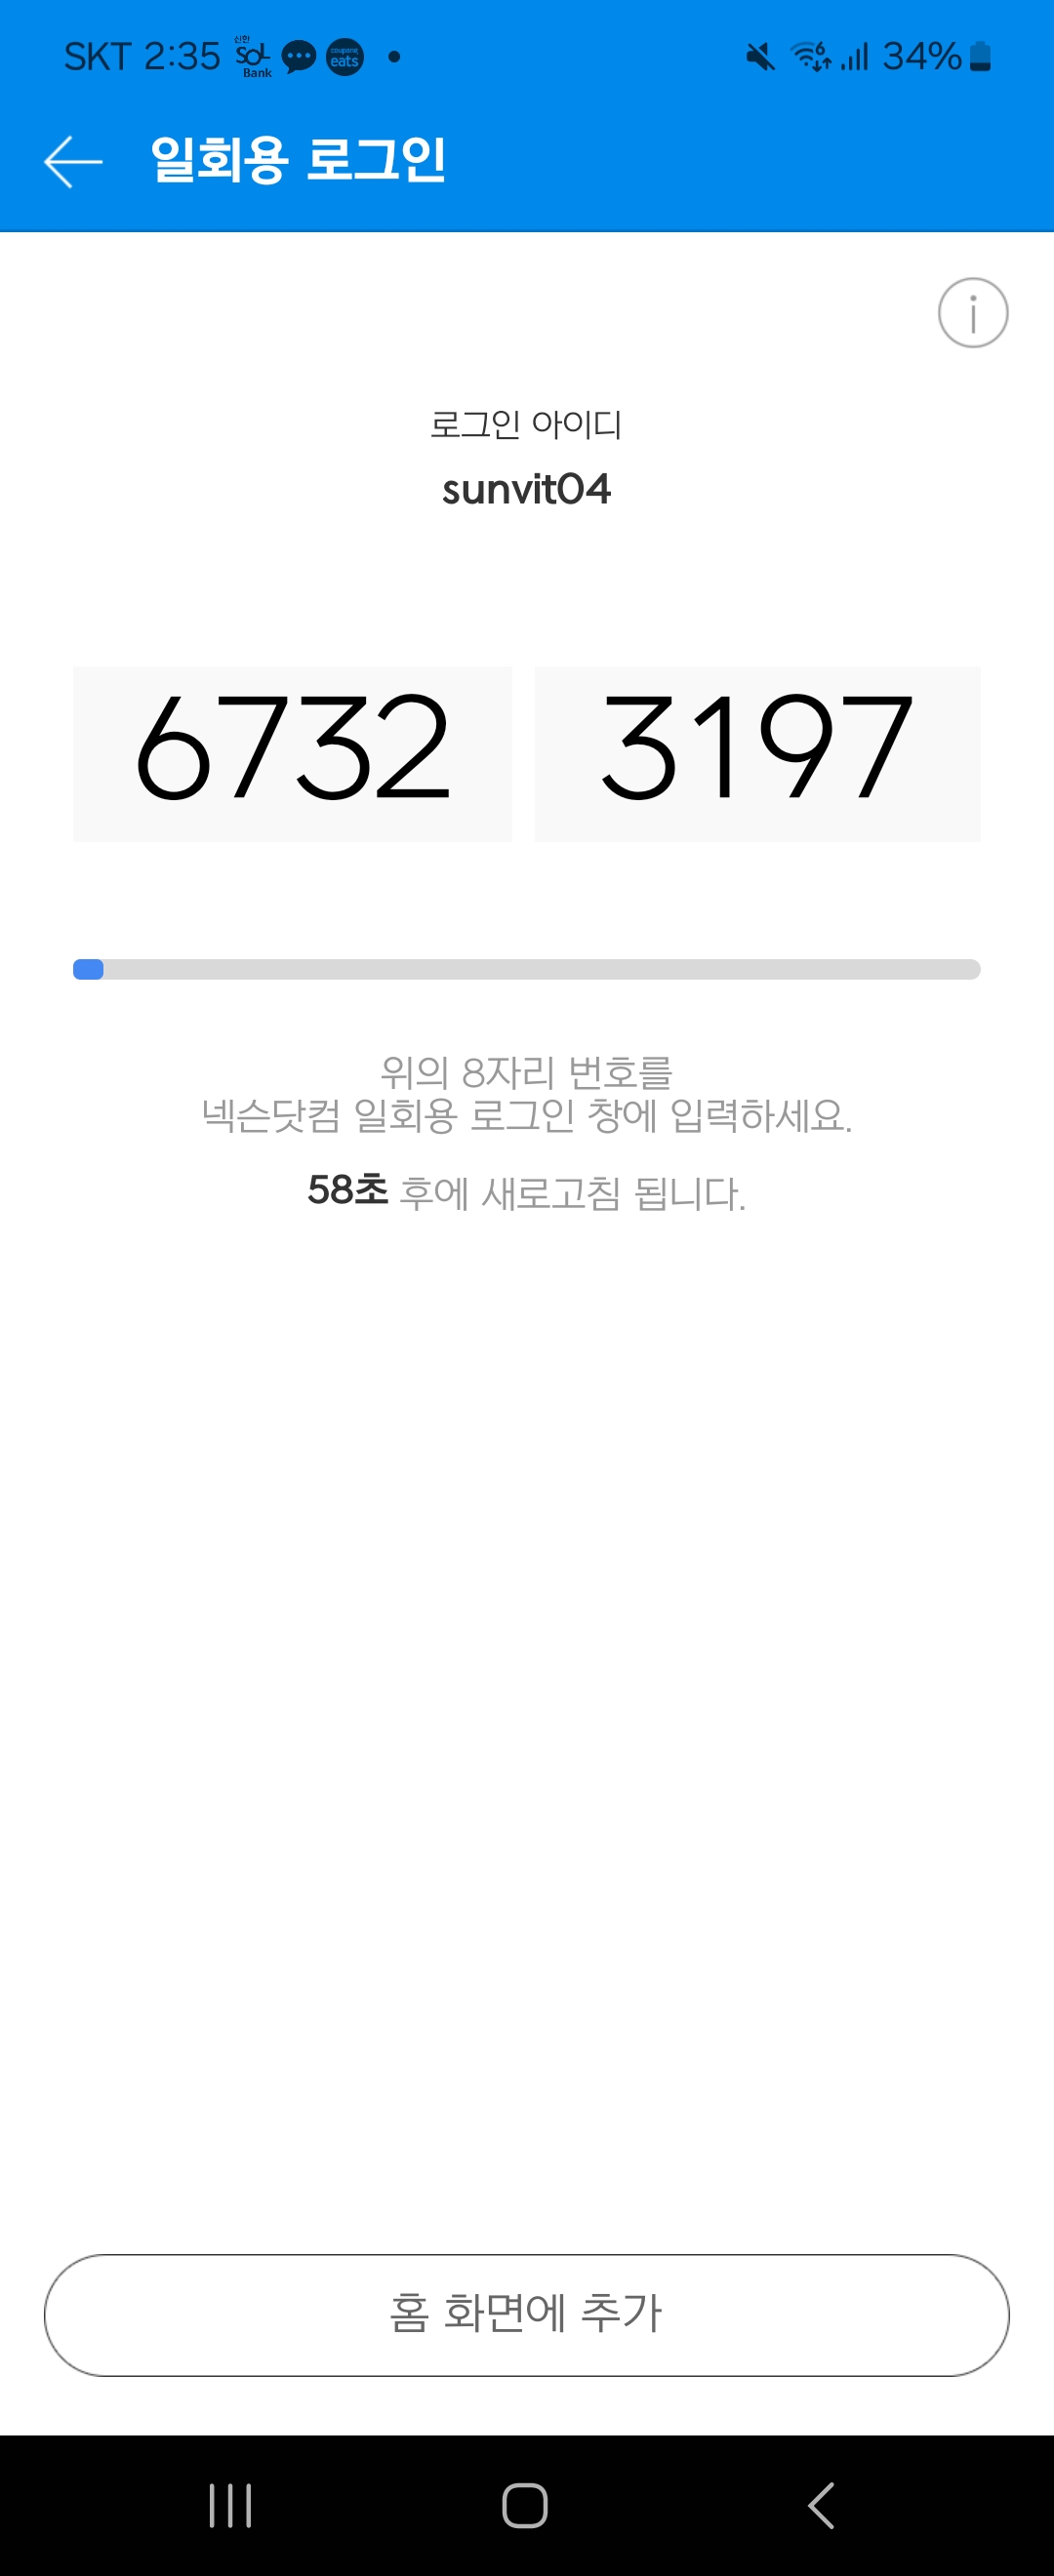 SKT 2:35 신한 SOL Bank coupang eats 6 34%
일회용 로그인
로그인 아이디
sunvit04
6732 3197
위의 8자리 번호를
넥슨닷컴 일회용 로그인 창에 입력하세요.
58초 후에 새로고침 됩니다.
홈 화면에 추가